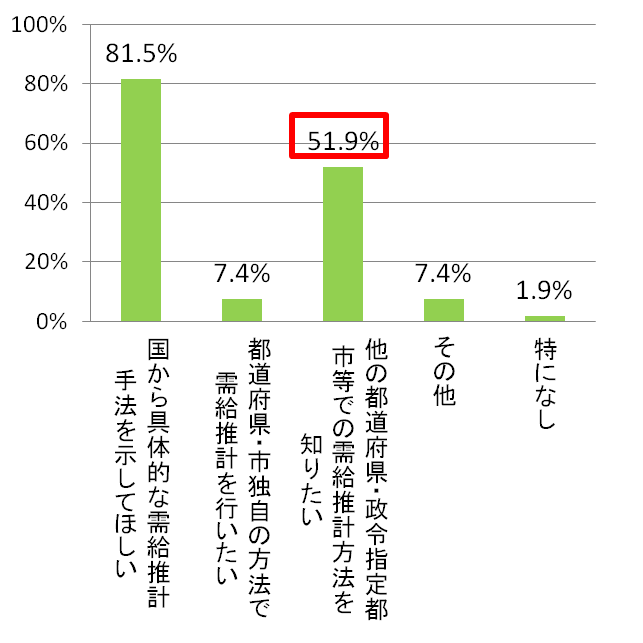 100%
80%
60%
40%
20%
0%
81.5%
7.4%
51.9%
7.4%
1.9%
国から具体的な需給推計
手法を示してほしい
都道府県・市独自の方法で
需給推計を行いたい
他の都道府県・政令指定都
市等での需給推計方法を
知りたい
その他
特になし